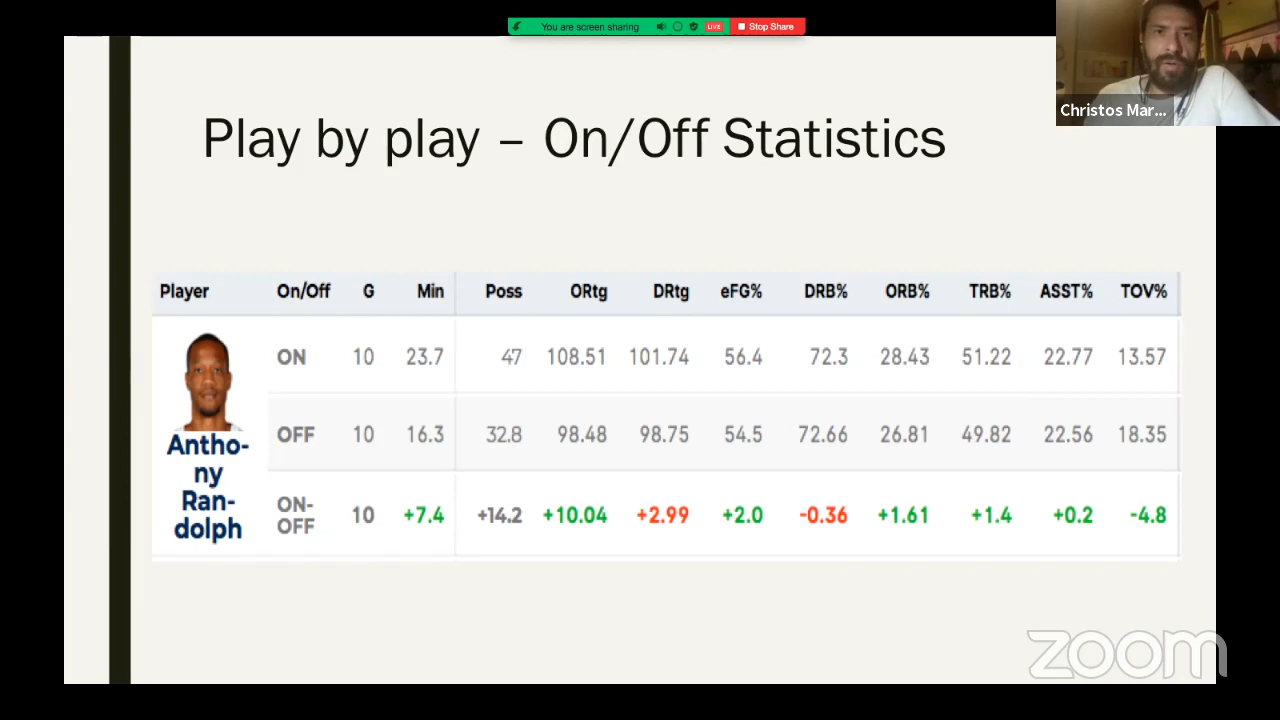 You are screen sharing LIVE Stop Share
Christos Mar...
Play by play – On/Off Statistics
Player On/Off G Min Poss ORtg DRtg eFG% DRB% ORB% TRB% ASST% TOV%
ON 10 23.7 47 108.51 101.74 56.4 72.3 28.43 51.22 22.77 13.57
OFF 10 16.3 32.8 98.48 98.75 54.5 72.66 26.81 49.82 22.56 18.35
Antho-
ny
Ran-
dolph
ON-
OFF
10 +7.4 +14.2 +10.04 +2.99 +2.0 -0.36 +1.61 +1.4 +0.2 -4.8
zoom